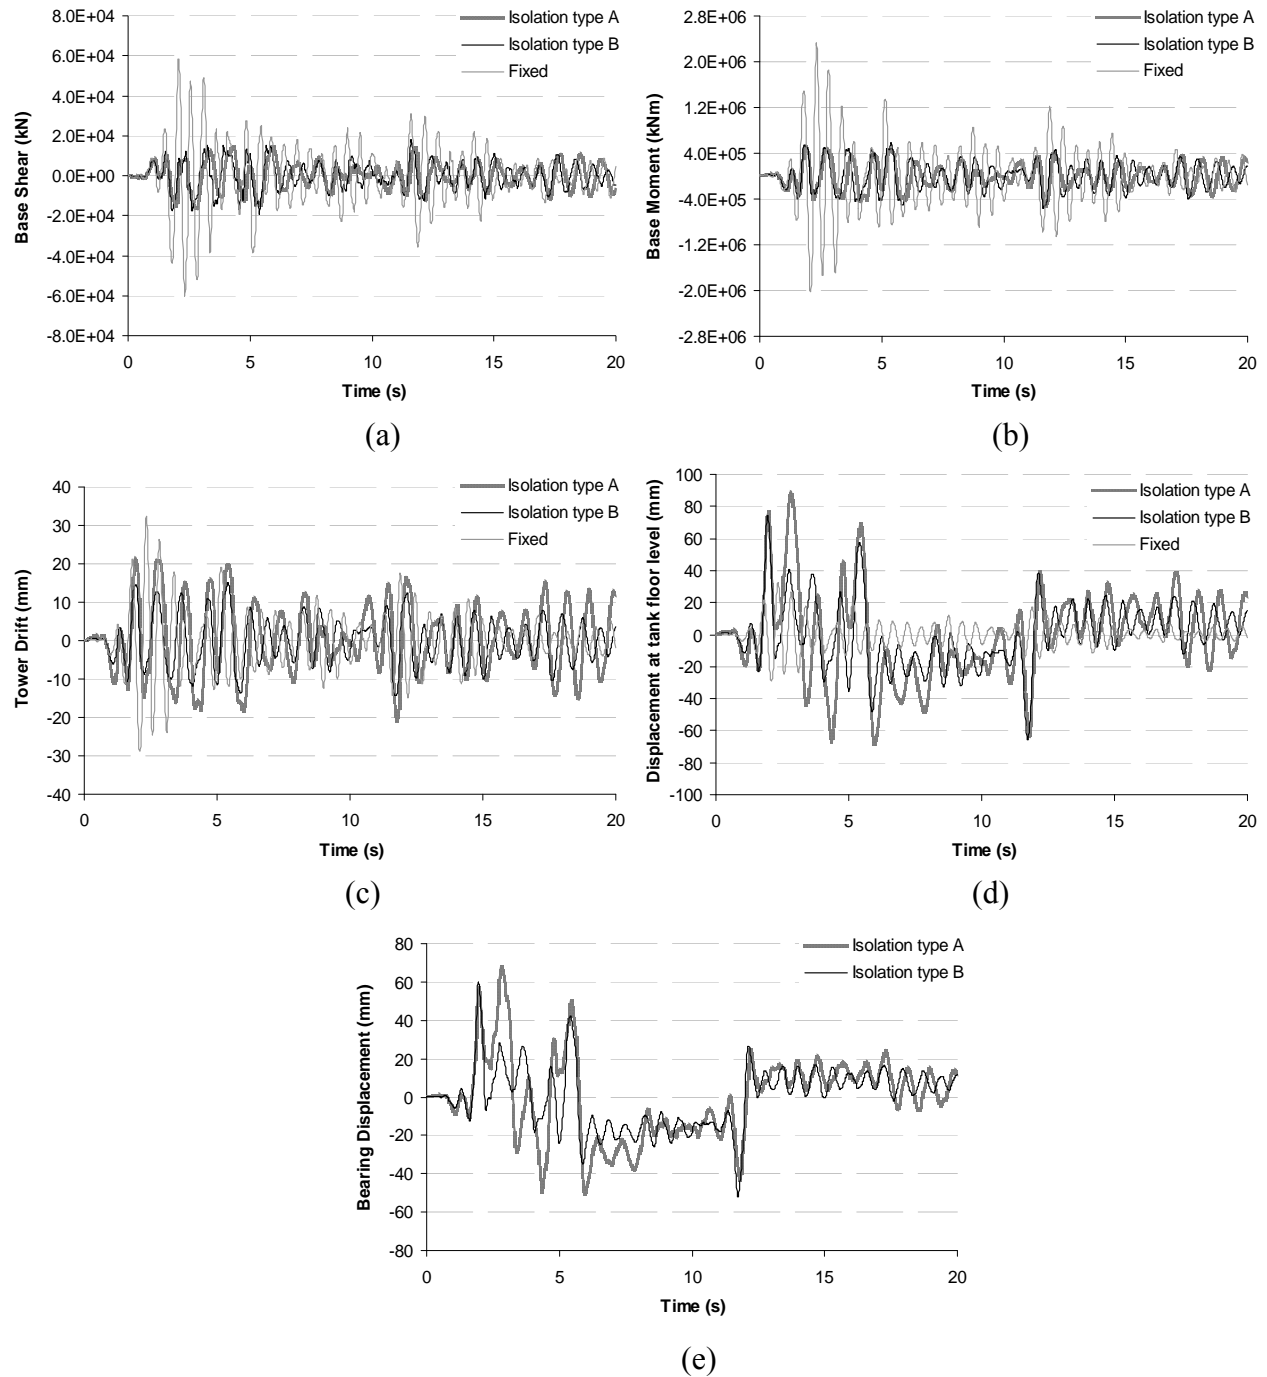 8.0E+04
6.0E+04
4.0E+04
2.0E+04
0.0E+00
-2.0E+04
-4.0E+04
-6.0E+04
-8.0E+04
Base Shear (kN)
Isolation type A
Isolation type B
Fixed
0 5 10 15 20
Time (s)
(a)
2.8E+06
2.0E+06
1.2E+06
4.0E+05
-4.0E+05
-1.2E+06
-2.0E+06
-2.8E+06
Base Moment (kNm)
Isolation type A
Isolation type B
Fixed
0 5 10 15 20
Time (s)
(b)
40
30
20
10
0
-10
-20
-30
-40
Tower Drift (mm)
Isolation type A
Isolation type B
Fixed
0 5 10 15 20
Time (s)
(c)
100
80
60
40
20
0
-20
-40
-60
-80
-100
Displacement at tank floor level (mm)
Isolation type A
Isolation type B
Fixed
0 5 10 15 20
Time (s)
(d)
80
60
40
20
0
-20
-40
-60
-80
Bearing Displacement (mm)
Isolation type A
Isolation type B
0 5 10 15 20
Time (s)
(e)